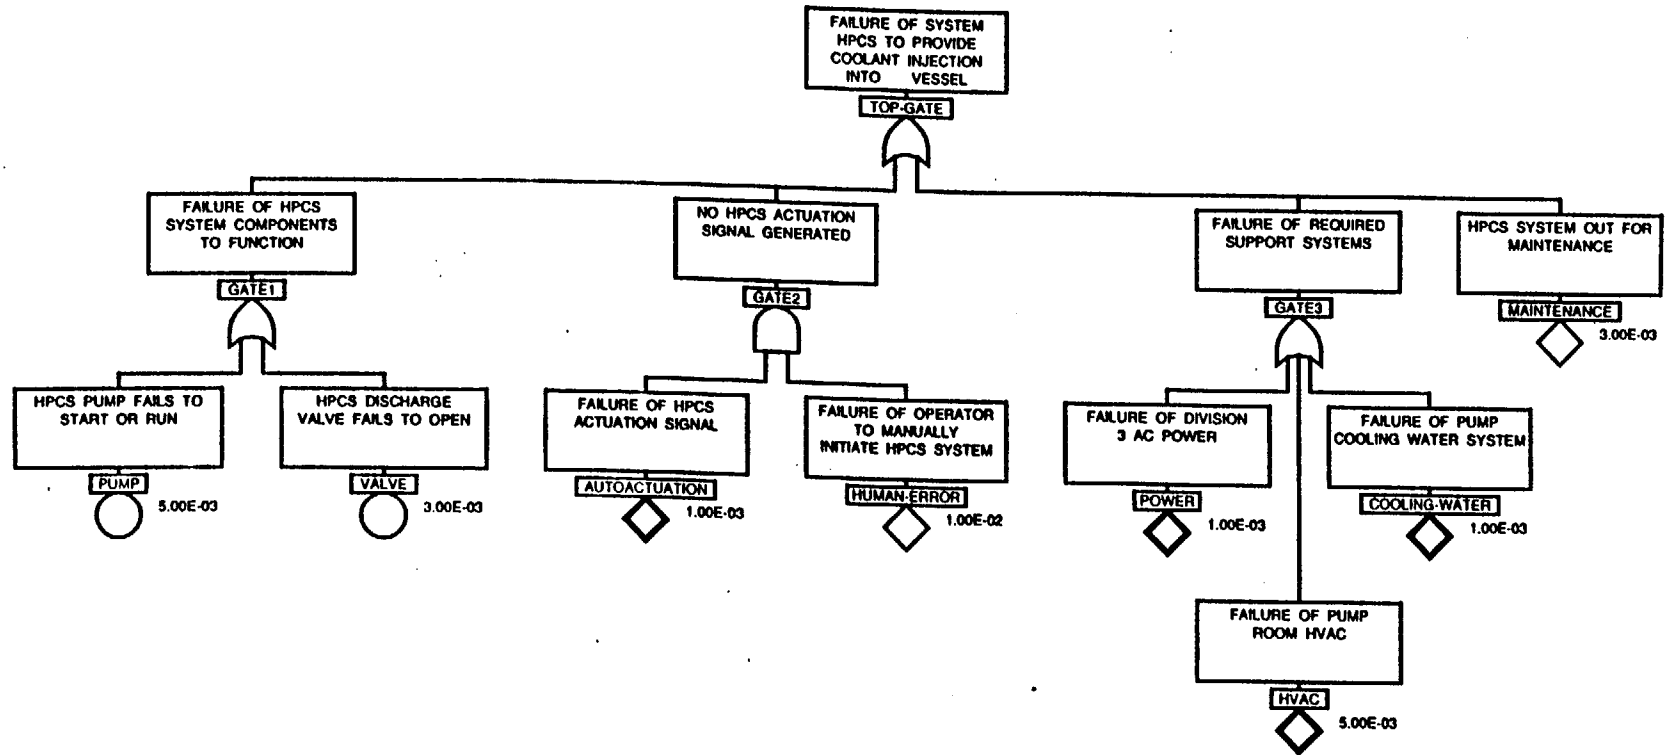 FAILURE OF SYSTEM
HPCS TO PROVIDE
COOLANT INJECTION
INTO VESSEL
TOP-GATE
FAILURE OF HPCS
SYSTEM COMPONENTS
TO FUNCTION
GATE1
NO HPCS ACTUATION
SIGNAL GENERATED
GATE2
FAILURE OF REQUIRED
SUPPORT SYSTEMS
GATE3
HPCS SYSTEM OUT FOR
MAINTENANCE
MAINTENANCE
3.00E-03
HPCS PUMP FAILS TO
START OR RUN
PUMP
5.00E-03
HPCS DISCHARGE
VALVE FAILS TO OPEN
VALVE
3.00E-03
FAILURE OF HPCS
ACTUATION SIGNAL
AUTOACTUATION
1.00E-03
FAILURE OF OPERATOR
TO MANUALLY
INITIATE HPCS SYSTEM
HUMAN-ERROR
1.00E-02
FAILURE OF DIVISION
3 AC POWER
POWER
1.00E-03
FAILURE OF PUMP
COOLING WATER SYSTEM
COOLING-WATER
1.00E-03
FAILURE OF PUMP
ROOM HVAC
HVAC
5.00E-03